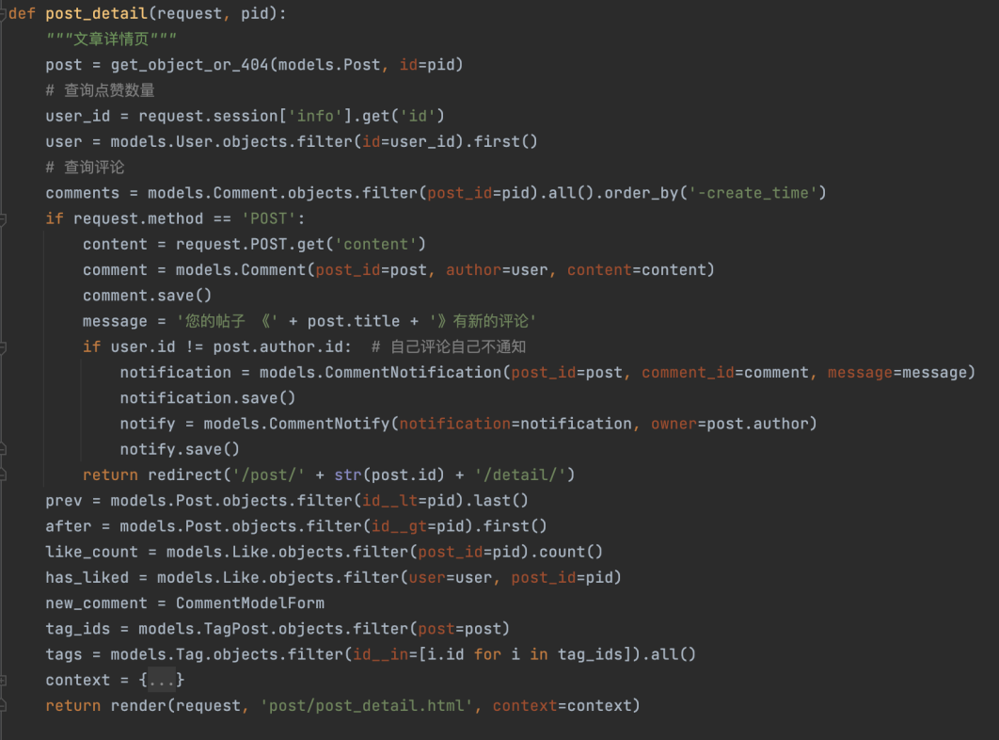 def post_detail(request, pid):
    """文章详情页"""
    post = get_object_or_404(models.Post, id=pid)
    # 查询点赞数量
    user_id = request.session['info'].get('id')
    user = models.User.objects.filter(id=user_id).first()
    # 查询评论
    comments = models.Comment.objects.filter(post_id=pid).all().order_by('-create_time')
    if request.method == 'POST':
        content = request.POST.get('content')
        comment = models.Comment(post_id=post, author=user, content=content)
        comment.save()
        message = '您的帖子 《' + post.title + '》有新的评论'
        if user.id != post.author.id:  # 自己评论自己不通知
            notification = models.CommentNotification(post_id=post, comment_id=comment, message=message)
            notification.save()
            notify = models.CommentNotify(notification=notification, owner=post.author)
            notify.save()
        return redirect('/post/' + str(post.id) + '/detail/')
    prev = models.Post.objects.filter(id__lt=pid).last()
    after = models.Post.objects.filter(id__gt=pid).first()
    like_count = models.Like.objects.filter(post_id=pid).count()
    has_liked = models.Like.objects.filter(user=user, post_id=pid)
    new_comment = CommentModelForm
    tag_ids = models.TagPost.objects.filter(post=post)
    tags = models.Tag.objects.filter(id__in=[i.id for i in tag_ids]).all()
    context = {...}
    return render(request, 'post/post_detail.html', context=context)